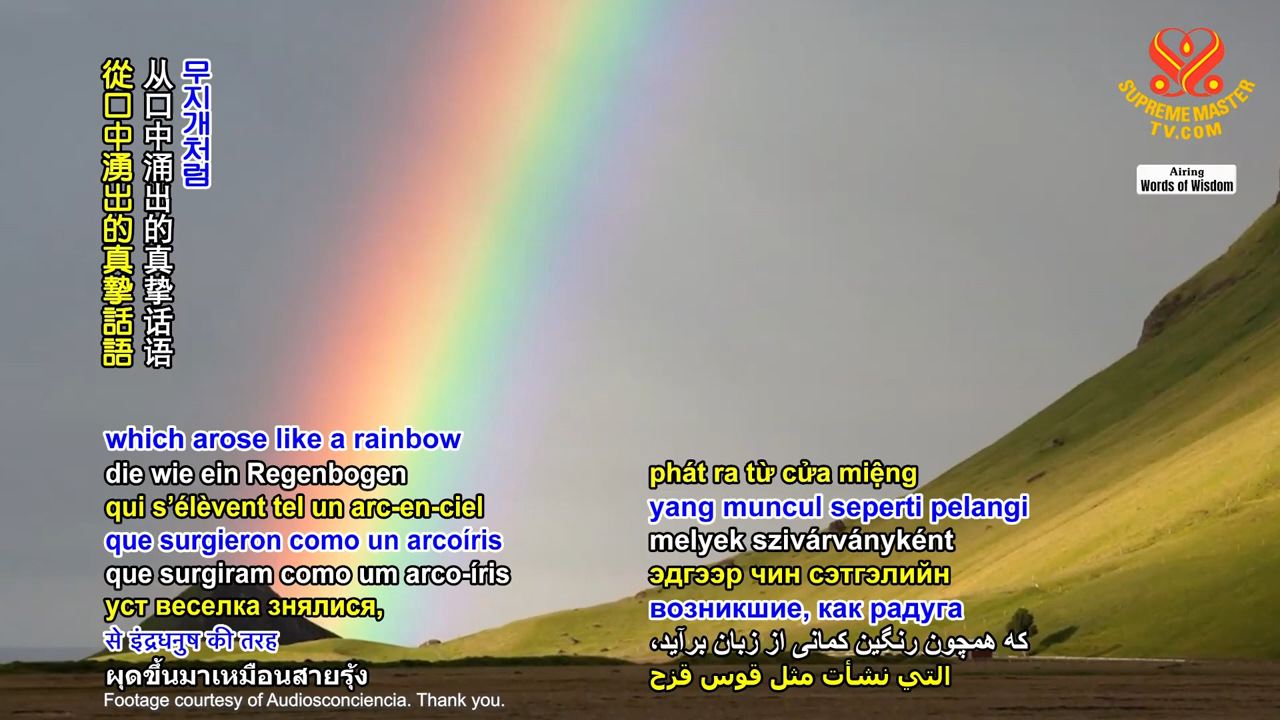 무지개처럼
从口中涌出的真挚话语
從口中湧出的真摯話語
SUPREME MASTER
TV.COM
Airing
Words of Wisdom
which arose like a rainbow
die wie ein Regenbogen
qui s’élèvent tel un arc-en-ciel
que surgieron como un arcoíris
que surgiram como um arco-íris
уст веселка знялися,
से इंद्रधनुष की तरह
ผุดขึ้นมาเหมือนสายรุ้ง
Footage courtesy of Audiosconciencia. Thank you.
phát ra từ cửa miệng
yang muncul seperti pelangi
melyek szivárványként
эдгээр чин сэтгэлийн
возникшие, как радуга
که همچون رنگین کمانی از زبان برآید،
التي نشأت مثل قوس قزح